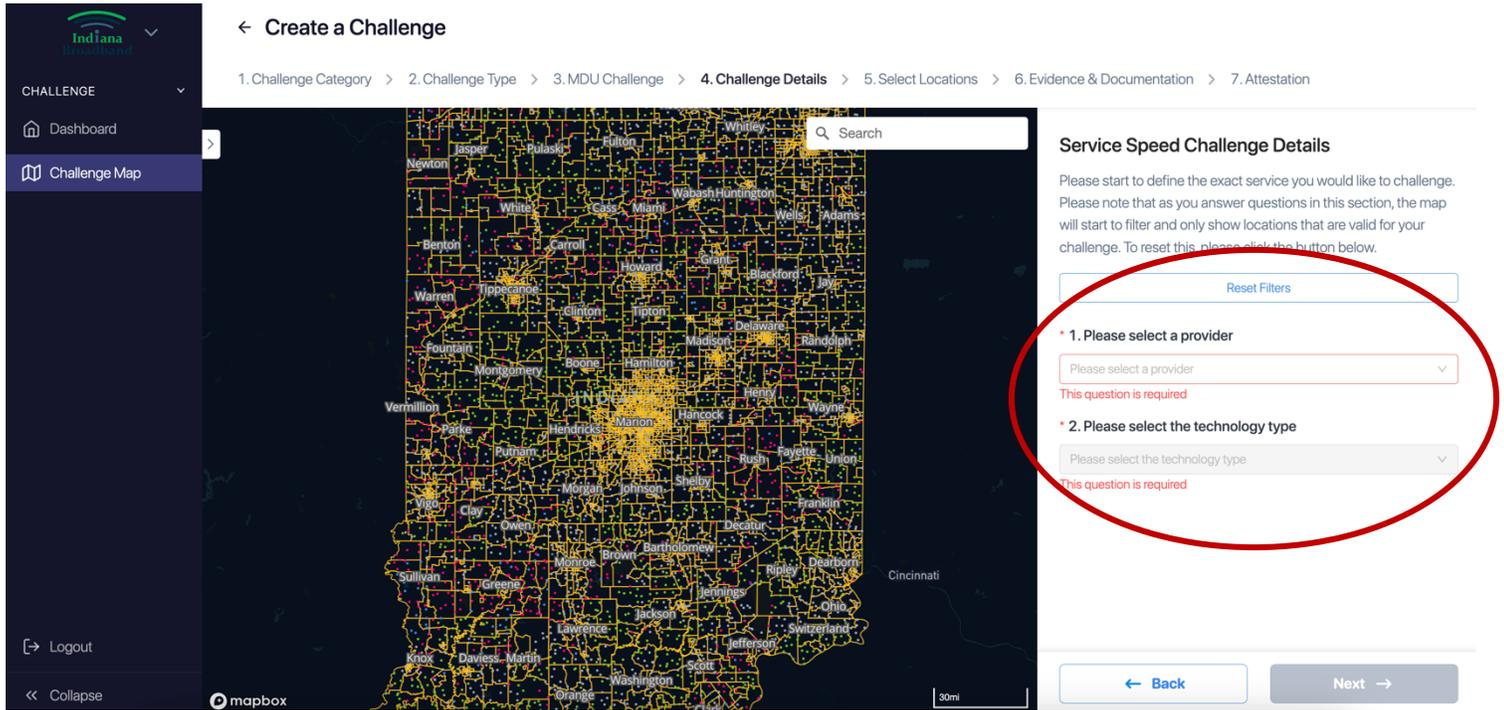 Indiana
Broadband
CHALLENGE
Dashboard
Challenge Map
Logout
Collapse
Create a Challenge
1. Challenge Category > 2. Challenge Type > 3. MDU Challenge > 4. Challenge Details > 5. Select Locations > 6. Evidence & Documentation > 7. Attestation
Search
Whitley
Jasper Pulaski Fulton
Newton
Wabash Huntington
White Cass Miami Wells Adams
Benton Carroll
Howard Grant Blackford
Warren Tippecanoe Jay
Clinton Tipton
Delaware
Fountain Madison Randolph
Montgomery Boone Hamilton
Henry
Vermillion Marion Hancock Wayne
Parke Hendricks
Putnam Rush Fayette Union
Morgan Johnson Shelby
Vigo Clay Franklin
Owen Decatur
Monroe Brown Bartholomew
Sullivan Greene Ripley Dearborn
Cincinnati
Jennings
Jackson Ohio
Lawrence Switzerland
Jefferson
Knox Daviess Martin Scott
Washington
Orange
Clark
mapbox
30mi
Service Speed Challenge Details
Please start to define the exact service you would like to challenge.
Please note that as you answer questions in this section, the map
will start to filter and only show locations that are valid for your
challenge. To reset this, please click the button below.
Reset Filters
* 1. Please select a provider
Please select a provider
This question is required
* 2. Please select the technology type
Please select the technology type
This question is required
← Back
Next →